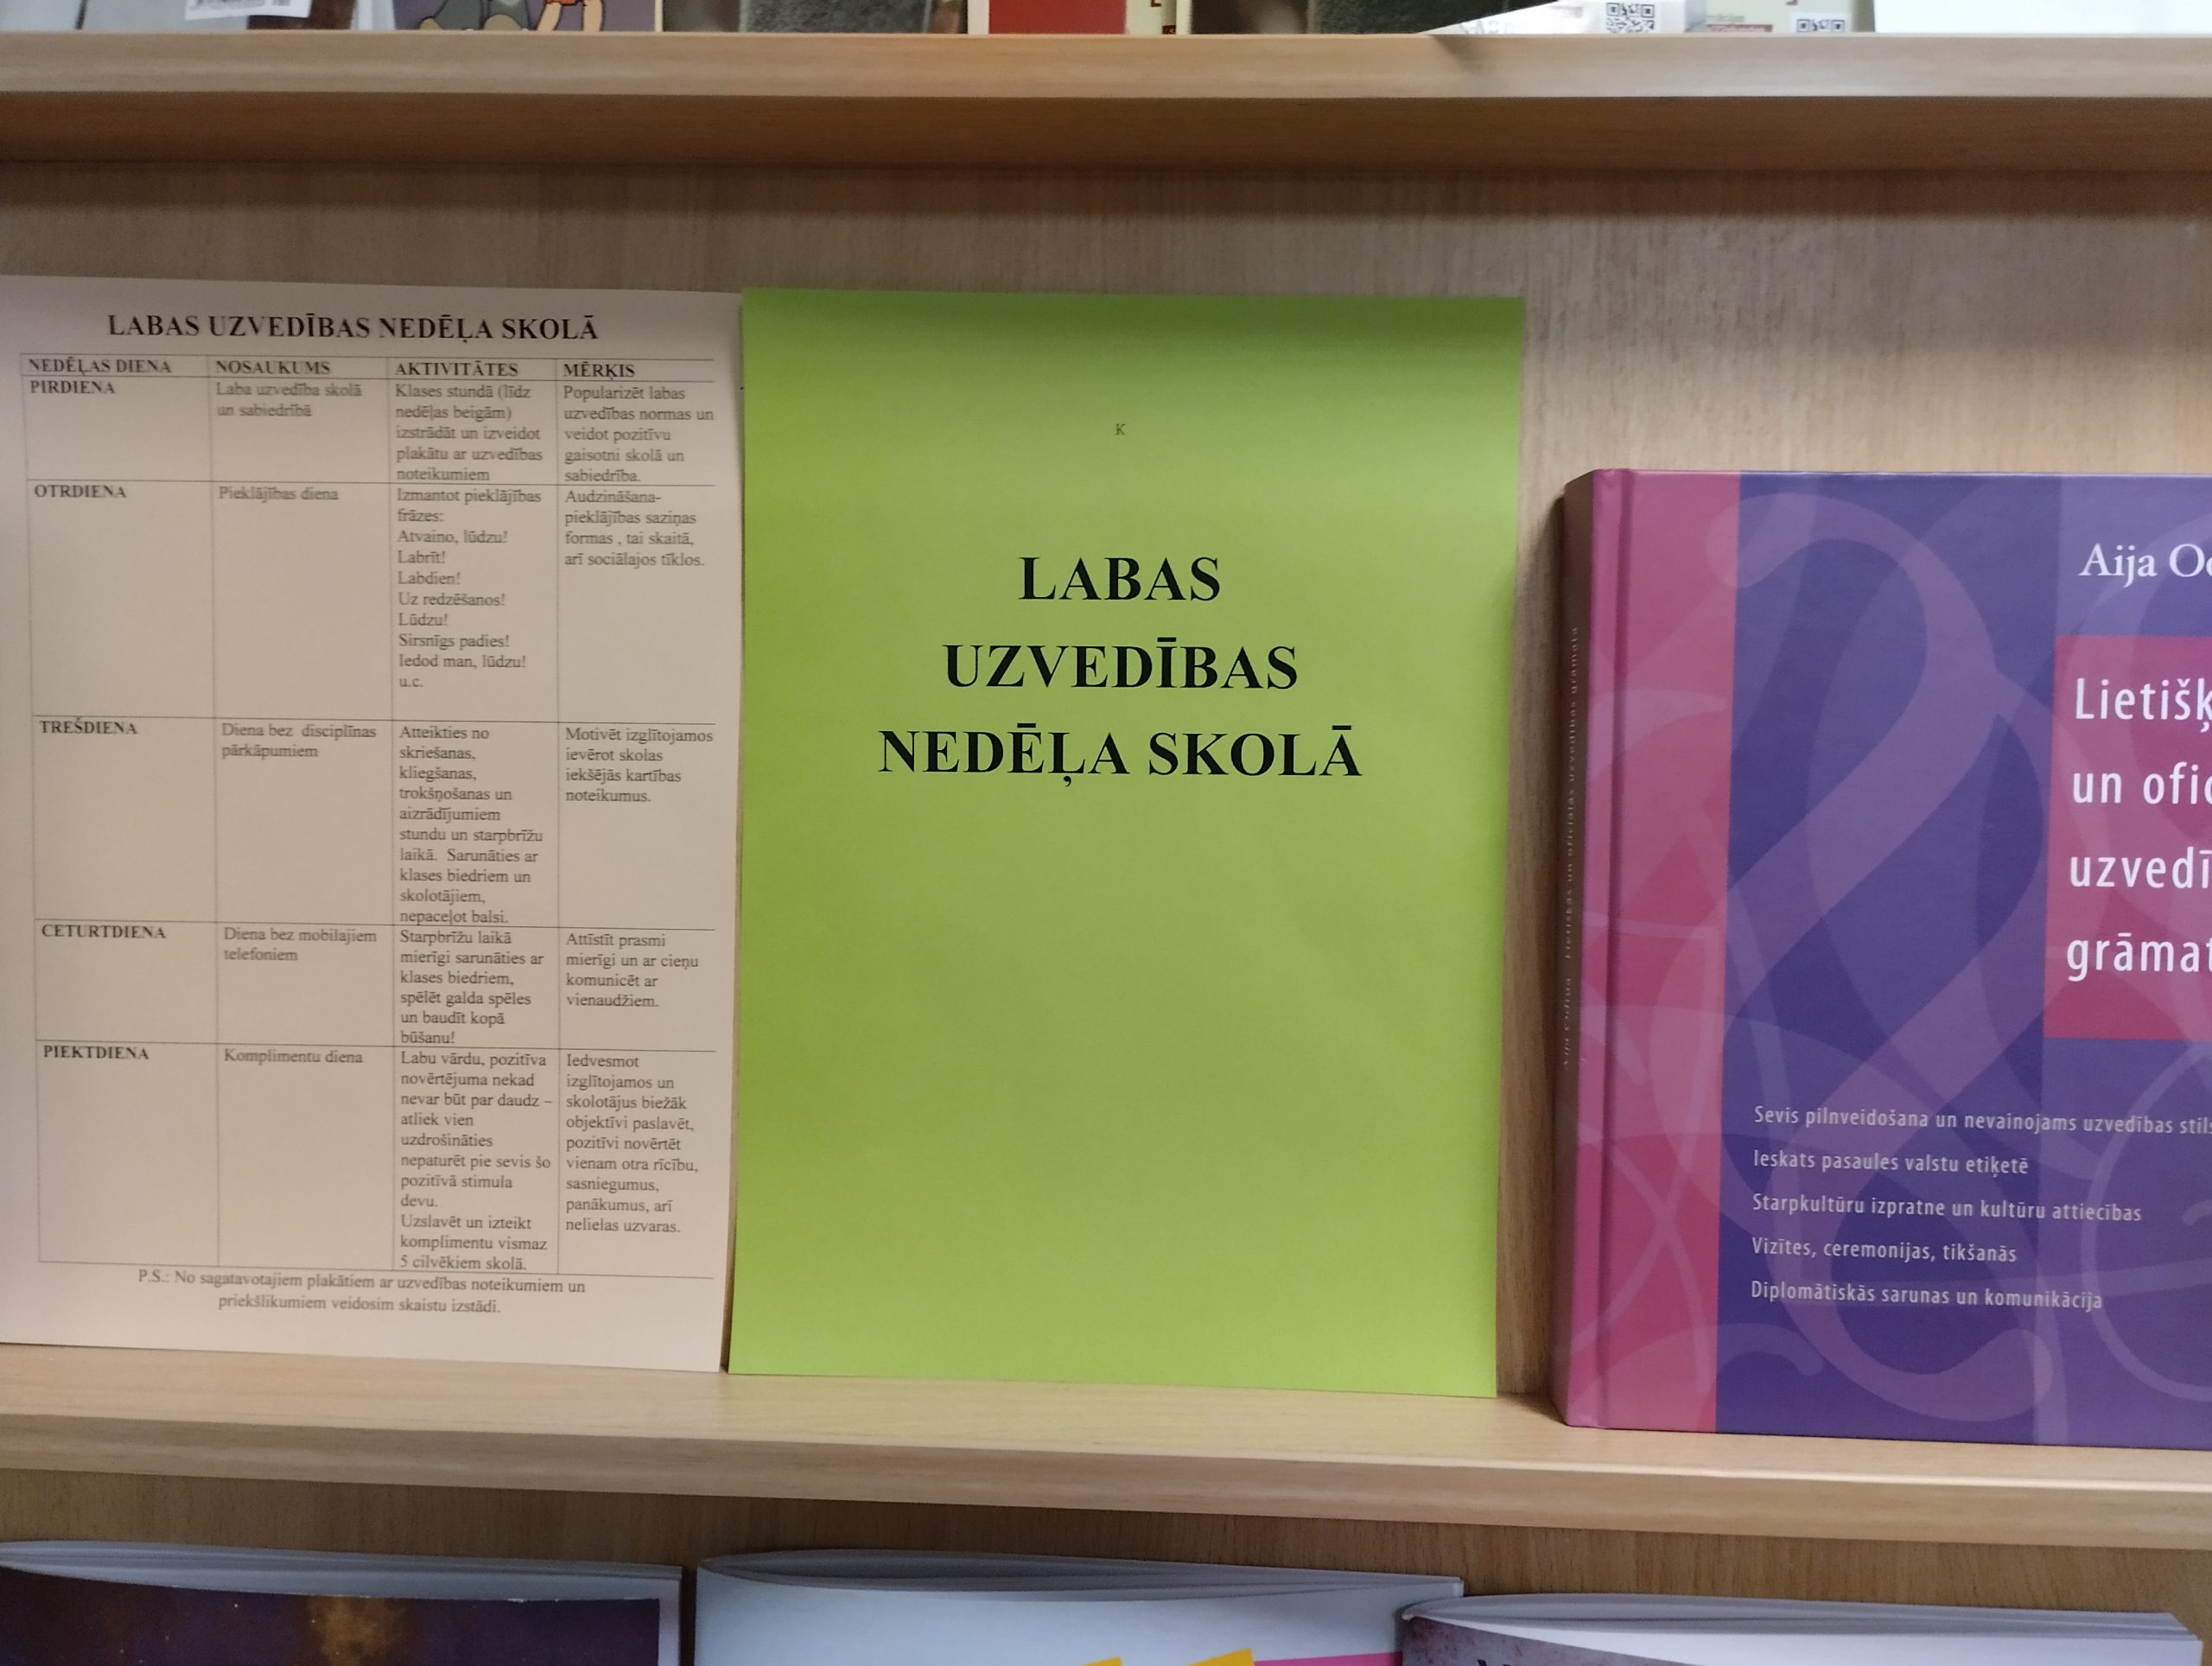 LABAS UZVEDĪBAS NEDĒĻA SKOLĀ
NEDĒĻAS DIENA
NOSAUKUMS
AKTIVITĀTES
MĒRĶIS
PIRDIENA
Laba uzvedība skolā
un sabiedrībā
Klases stundā (līdz
nedēļas beigām)
izstrādāt un izveidot
plakātu ar uzvedības
noteikumiem
Popularizēt labas
uzvedības normas un
veidot pozitīvu
gaisotni skolā un
sabiedrība.
OTRDIENA
Pieklājības diena
Izmantot pieklājības
frāzes:
Atvaino, lūdzu!
Labrīt!
Labdien!
Uz redzēšanos!
Lūdzu!
Sirsnīgs padies!
Iedod man, lūdzu!
u.c.
Audzināšana-
pieklājības saziņas
formas , tai skaitā,
arī sociālajos tīklos.
TREŠDIENA
Diena bez disciplīnas
pārkāpumiem
Atteikties no
skriešanas,
kliegšanas,
trokšņošanas un
aizrādījumiem
stundu un starpbrīžu
laikā. Sarunāties ar
klases biedriem un
skolotājiem,
nepaceļot balsi.
Motivēt izglītojamos
ievērot skolas
iekšējās kartības
noteikumus.
CETURTDIENA
Diena bez mobilajiem
telefoniem
Starpbrīžu laikā
mierīgi sarunāties ar
klases biedriem,
spēlēt galda spēles
un baudīt kopā
būšanu!
Attīstīt prasmi
mierīgi un ar cieņu
komunicēt ar
vienaudžiem.
PIEKTDIENA
Komplimentu diena
Labu vārdu, pozitīva
novērtējuma nekad
nevar būt par daudz –
atliek vien
uzdrošināties
nepaturēt pie sevis šo
pozitīvā stimula
devu.
Uzslavēt un izteikt
komplimentu vismaz
5 cilvēkiem skolā.
Iedvesmot
izglītojamos un
skolotājus biežāk
objektīvi paslavēt,
pozitīvi novērtēt
vienam otra rīcību,
sasniegumus,
panākumus, arī
nelielas uzvaras.
P.S.: No sagatavotajiem plakātiem ar uzvedības noteikumiem un
priekšlikumiem veidosim skaistu izstādi.
K
LABAS
UZVEDĪBAS
NEDĒĻA SKOLĀ
Aija
un
Sevis pilnveidošana un nevainojams uzvedības stils
Ieskats pasaules valstu etiķetē
Starpkultūru izpratne un kultūru attiecības
Vizītes, ceremonijas, tikšanās
Diplomātiskās sarunas un komunikācija